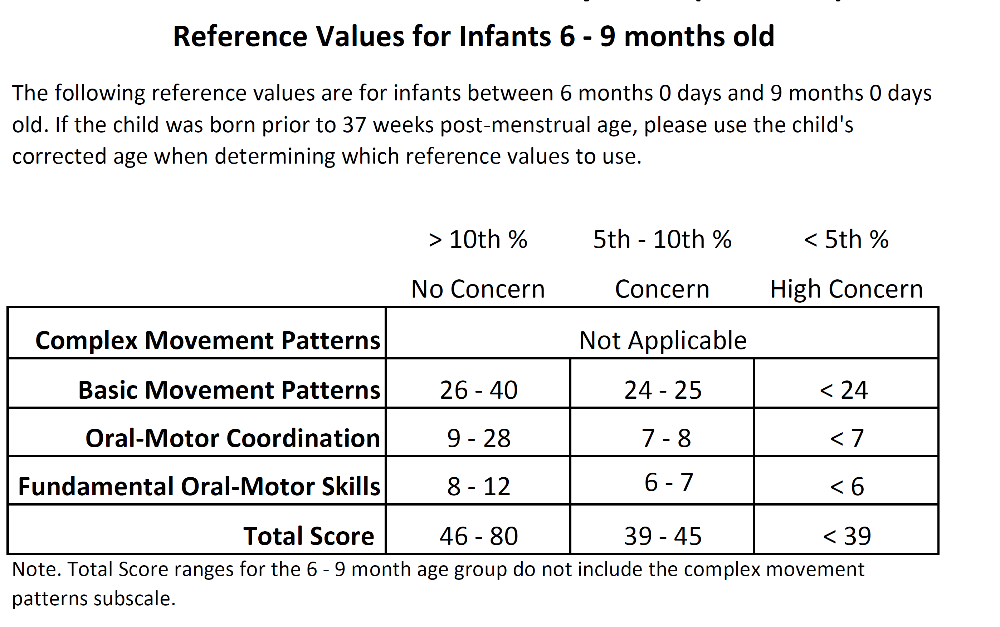 Reference Values for Infants 6 - 9 months old
The following reference values are for infants between 6 months 0 days and 9 months 0 days
old. If the child was born prior to 37 weeks post-menstrual age, please use the child's
corrected age when determining which reference values to use.
> 10th % 5th - 10th % < 5th %
No Concern Concern High Concern
Complex Movement Patterns Not Applicable
Basic Movement Patterns 26 - 40 24 - 25 < 24
Oral-Motor Coordination 9 - 28 7 - 8 < 7
Fundamental Oral-Motor Skills 8 - 12 6 - 7 < 6
Total Score 46 - 80 39 - 45 < 39
Note. Total Score ranges for the 6 - 9 month age group do not include the complex movement
patterns subscale.